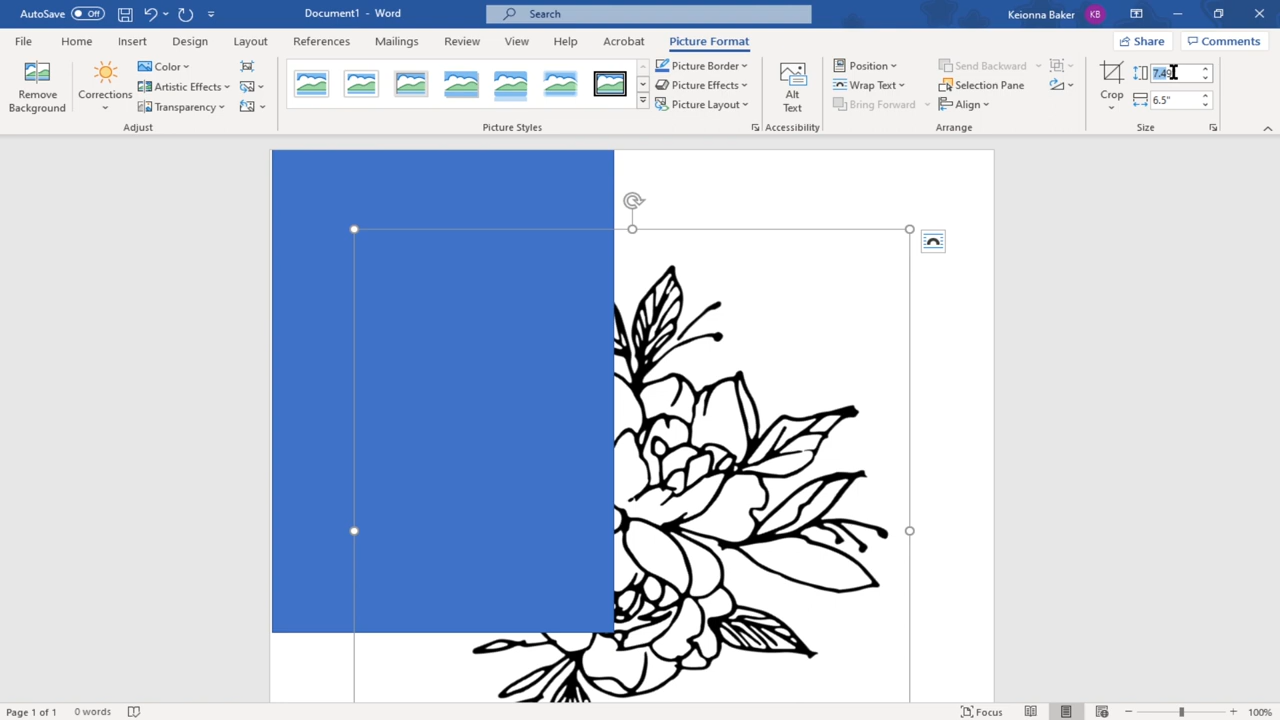 AutoSave Off Document1 - Word Search Keionna Baker KB
File Home Insert Design Layout References Mailings Review View Help Acrobat Picture Format Share Comments
Remove Background
Corrections
Color
Artistic Effects
Transparency
Adjust
Picture Styles
Picture Border
Picture Effects
Picture Layout
Alt Text
Accessibility
Position
Wrap Text
Bring Forward
Send Backward
Selection Pane
Align
Arrange
Crop
6.5"
Size
Page 1 of 1 0 words Focus 100%